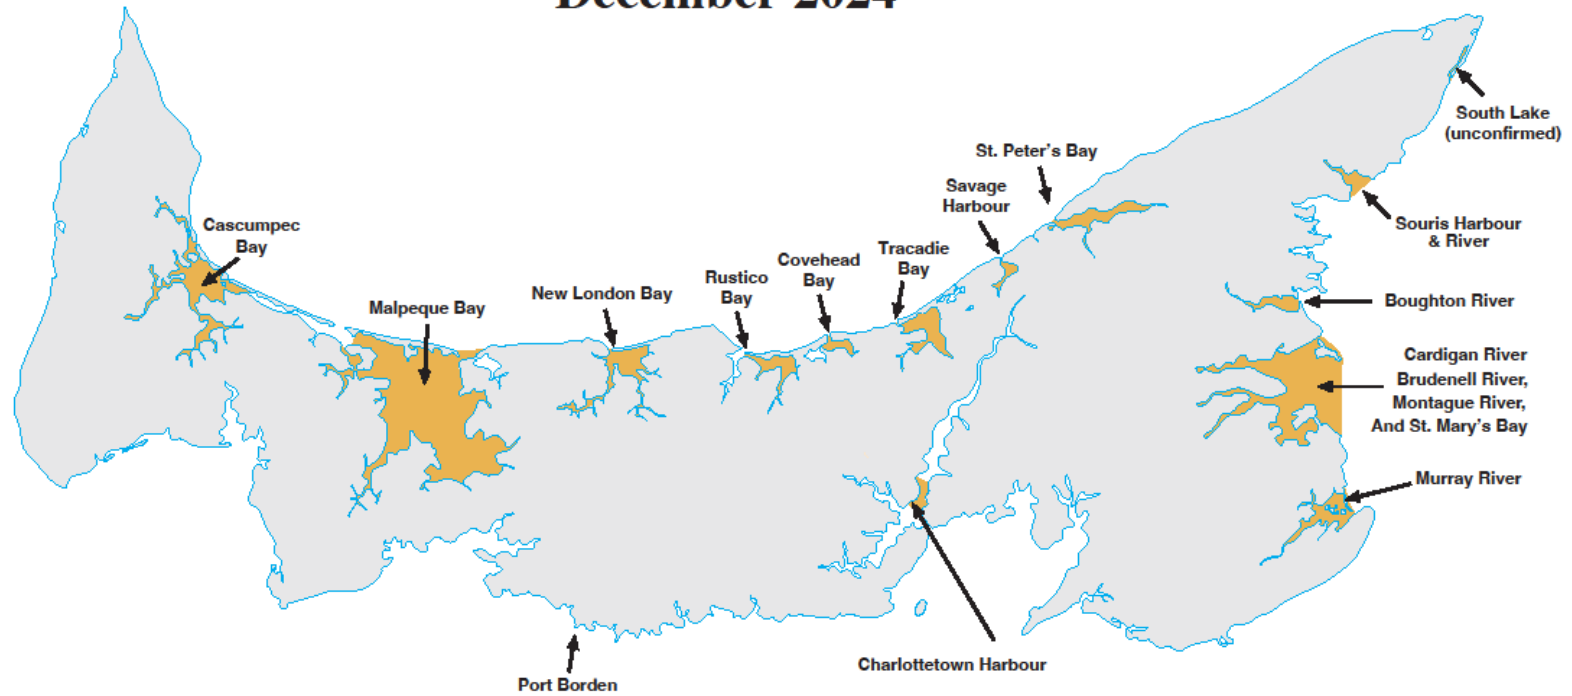 December 2024
South Lake
(unconfirmed)
St. Peter's Bay
Savage
Harbour
Souris Harbour
& River
Cascumpec
Bay
Tracadie
Bay
Covehead
Bay
Rustico
Bay
New London Bay
Malpeque Bay
Boughton River
Cardigan River
Brudenell River,
Montague River,
And St. Mary's Bay
Murray River
Charlottetown Harbour
Port Borden